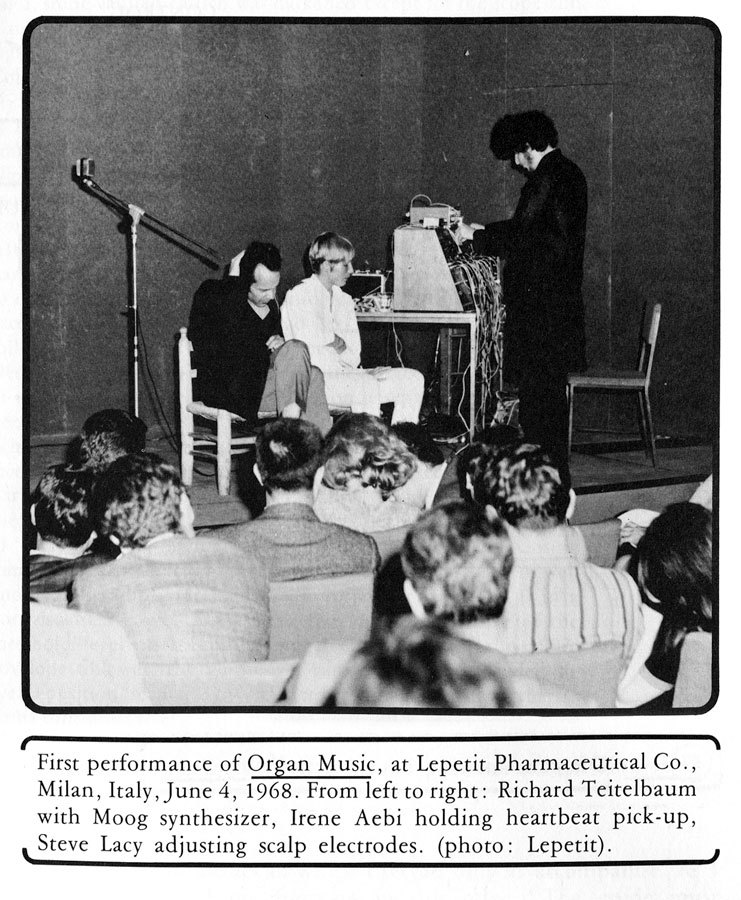 First performance of Organ Music, at Lepetit Pharmaceutical Co.,
Milan, Italy, June 4, 1968. From left to right: Richard Teitelbaum
with Moog synthesizer, Irene Aebi holding heartbeat pick-up,
Steve Lacy adjusting scalp electrodes. (photo: Lepetit).